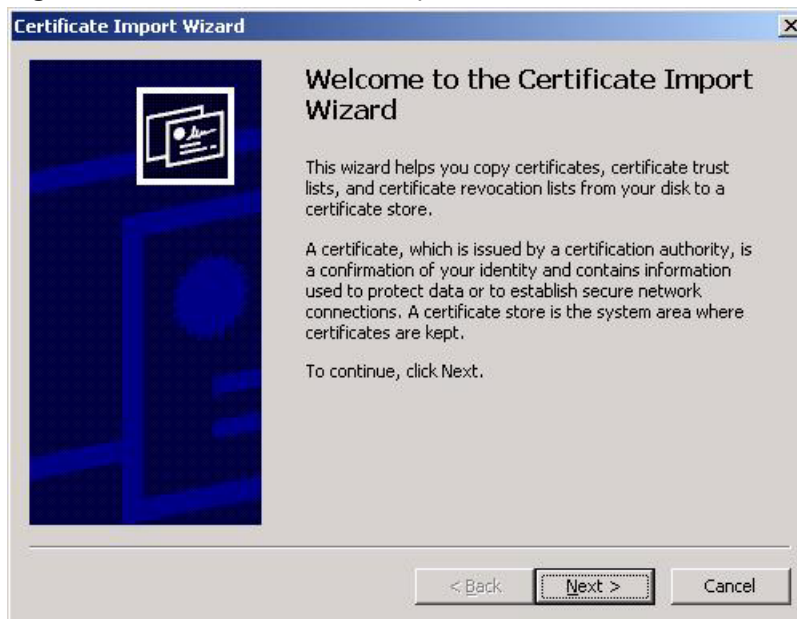 Certificate Import Wizard
Welcome to the Certificate Import
Wizard
This wizard helps you copy certificates, certificate trust
lists, and certificate revocation lists from your disk to a
certificate store.
A certificate, which is issued by a certification authority, is
a confirmation of your identity and contains information
used to protect data or to establish secure network
connections. A certificate store is the system area where
certificates are kept.
To continue, click Next.
< Back Next > Cancel